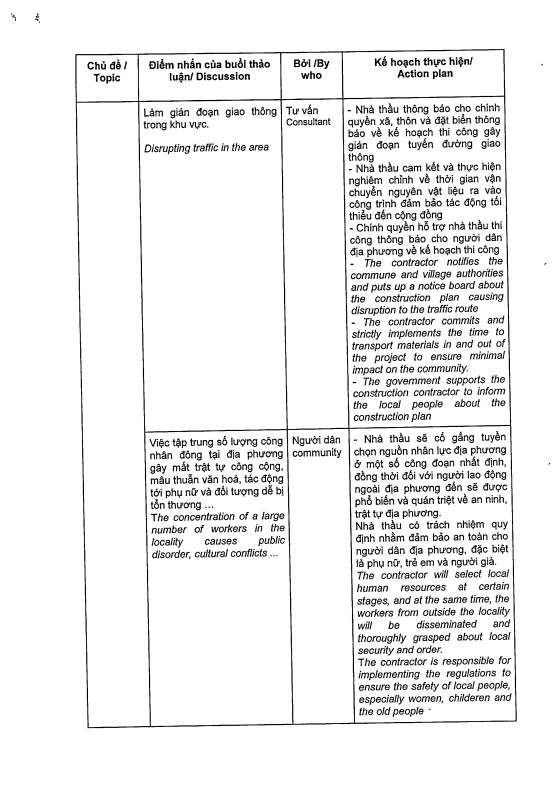 Chủ đề /
Topic
Điểm nhấn của buổi thảo
luận/ Discussion
Bởi /By
who
Kế hoạch thực hiện/
Action plan
Làm gián đoạn giao thông
trong khu vực.
Disrupting traffic in the area
Tư vấn
Consultant
- Nhà thầu thông báo cho chính
quyền xã, thôn và đặt biển thông
báo về kế hoạch thi công gây
gián đoạn tuyến đường giao
thông
- Nhà thầu cam kết và thực hiện
nghiêm chỉnh về thời gian vận
chuyển nguyên vật liệu ra vào
công trình đảm bảo tác động tối
thiểu đến cộng đồng
- Chính quyền hỗ trợ nhà thầu thi
công thông báo cho người dân
địa phương về kế hoạch thi công
- The contractor notifies the
commune and village authorities
and puts up a notice board about
the construction plan causing
disruption to the traffic route
- The contractor commits and
strictly implements the time to
transport materials in and out of
the project to ensure minimal
impact on the community.
- The government supports the
construction contractor to inform
the local people about the
construction plan
Việc tập trung số lượng công
nhân đông tại địa phương
gây mất trật tự công cộng,
mâu thuẫn văn hoá, tác động
tới phụ nữ và đối tượng dễ bị
tổn thương ...
The concentration of a large
number of workers in the
locality causes public
disorder, cultural conflicts ...
Người dân
community
- Nhà thầu sẽ cố gắng tuyển
chọn nguồn nhân lực địa phương
ở một số công đoạn nhất định,
đồng thời đối với người lao động
ngoài địa phương đến sẽ được
phổ biến và quán triệt về an ninh,
trật tự địa phương.
Nhà thầu có trách nhiệm quy
định nhằm đảm bảo an toàn cho
người dân địa phương, đặc biệt
là phụ nữ, trẻ em và người già.
The contractor will select local
human resources at certain
stages, and at the same time, the
workers from outside the locality
will be disseminated and
thoroughly grasped about local
security and order.
The contractor is responsible for
implementing the regulations to
ensure the safety of local people,
especially women, childeren and
the old people